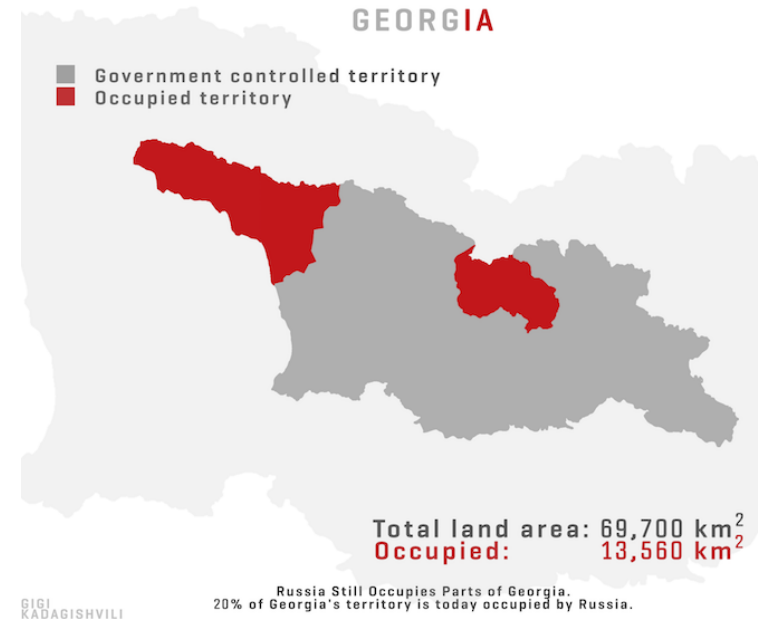 GEORGIA
Government controlled territory
Occupied territory
Total land area: 69,700 km²
Occupied: 13,560 km²
Russia Still Occupies Parts of Georgia.
20% of Georgia's territory is today occupied by Russia.
GIGI
KADAGISHVILI